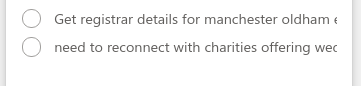 Get registrar details for manchester oldham
need to reconnect with charities offering